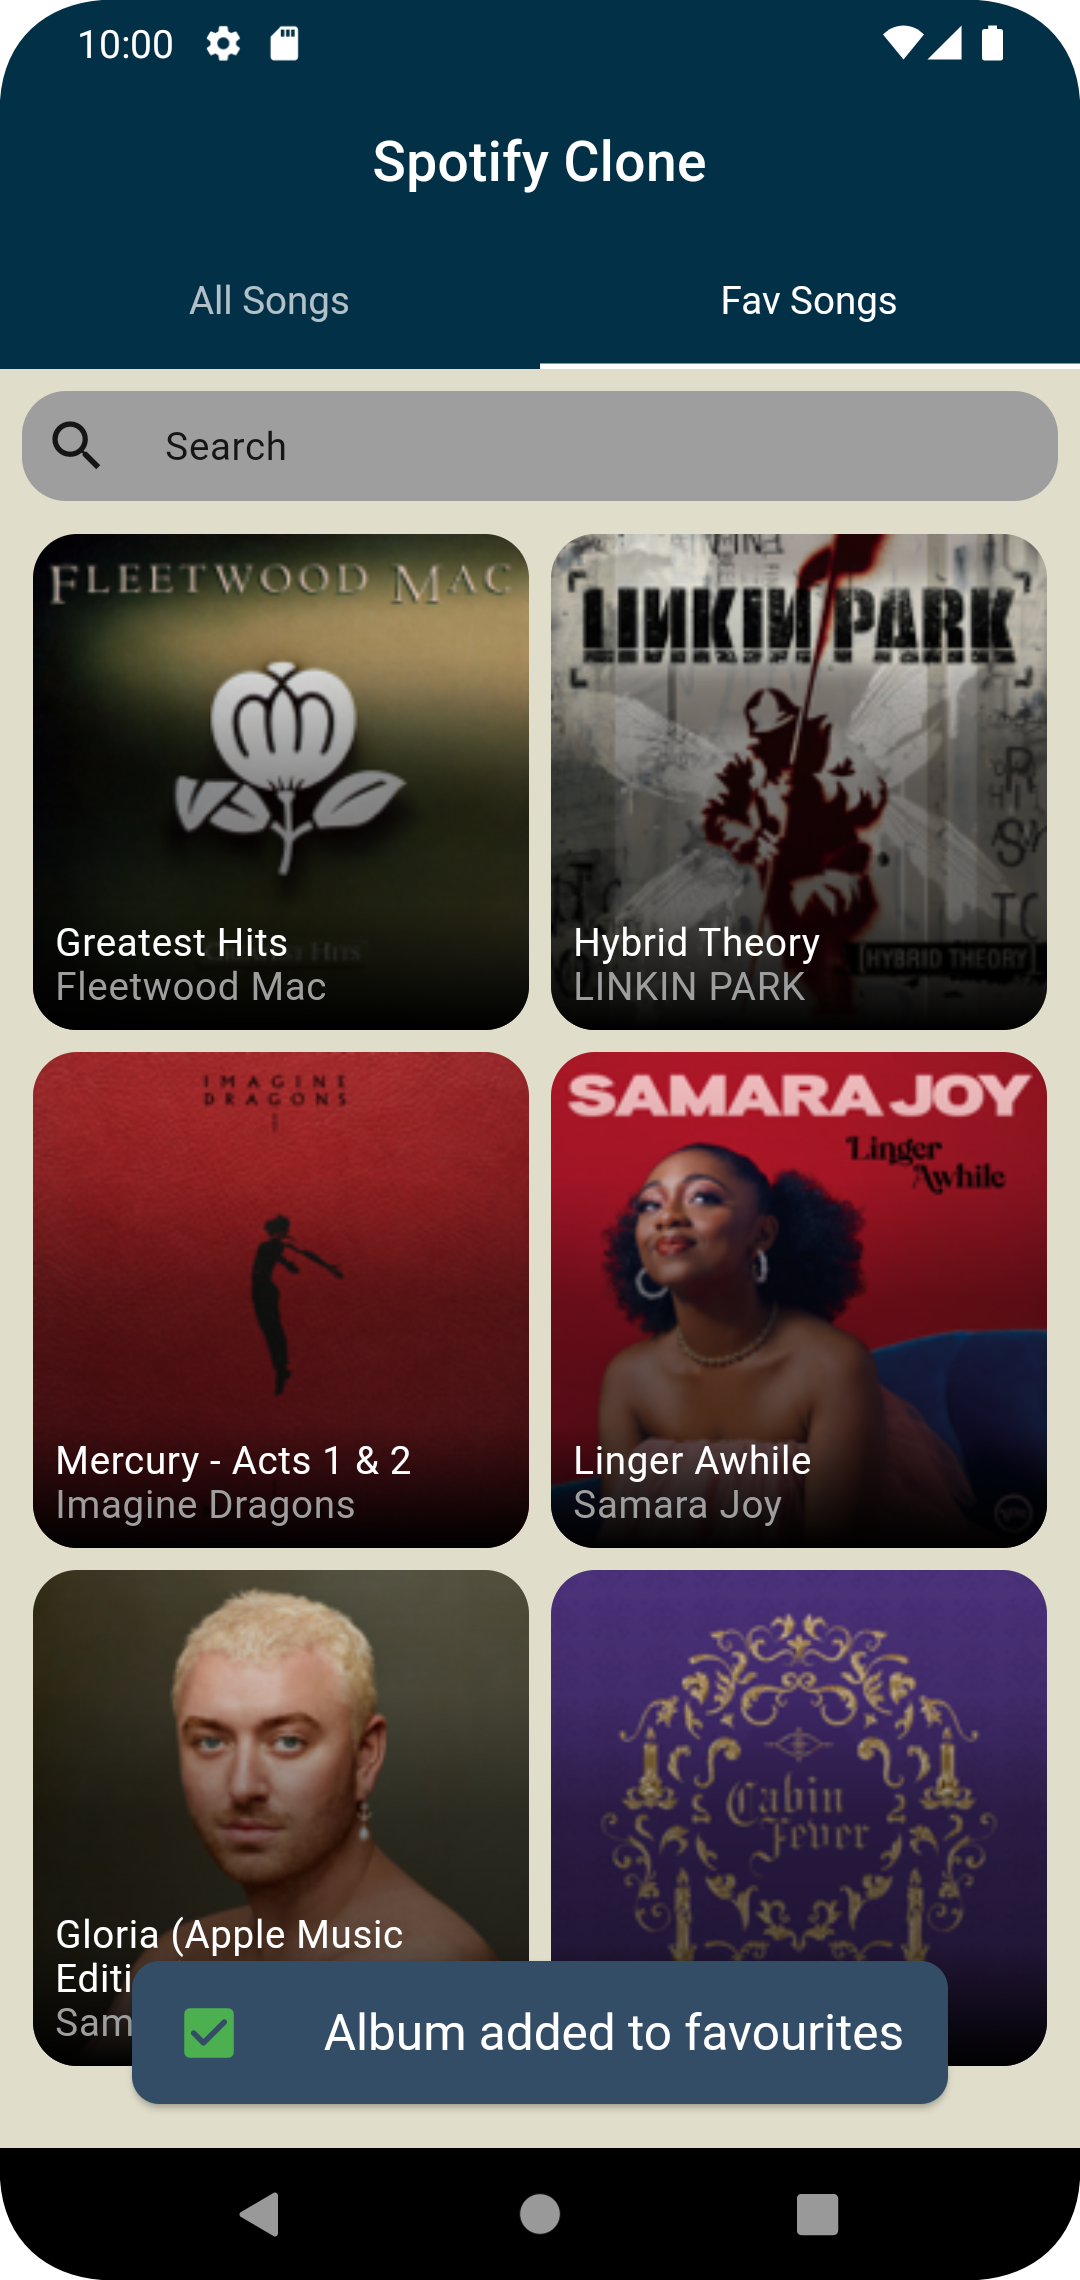 10:00
Spotify Clone
All Songs
Fav Songs
Search
FLEETWOOD MAC
Greatest Hits
Fleetwood Mac
LINKIN PARK
HYBRID THEORY
Hybrid Theory
LINKIN PARK
IMAGINE
DRAGONS
Mercury - Acts 1 & 2
Imagine Dragons
SAMARA JOY
Linger
Awhile
Linger Awhile
Samara Joy
Gloria (Apple Music
Editi
Sam
Cabin
Fever
Album added to favourites